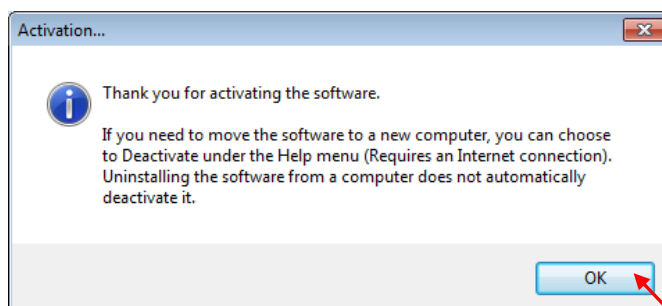 Activation...
Thank you for activating the software.
If you need to move the software to a new computer, you can choose
to Deactivate under the Help menu (Requires an Internet connection).
Uninstalling the software from a computer does not automatically
deactivate it.
OK